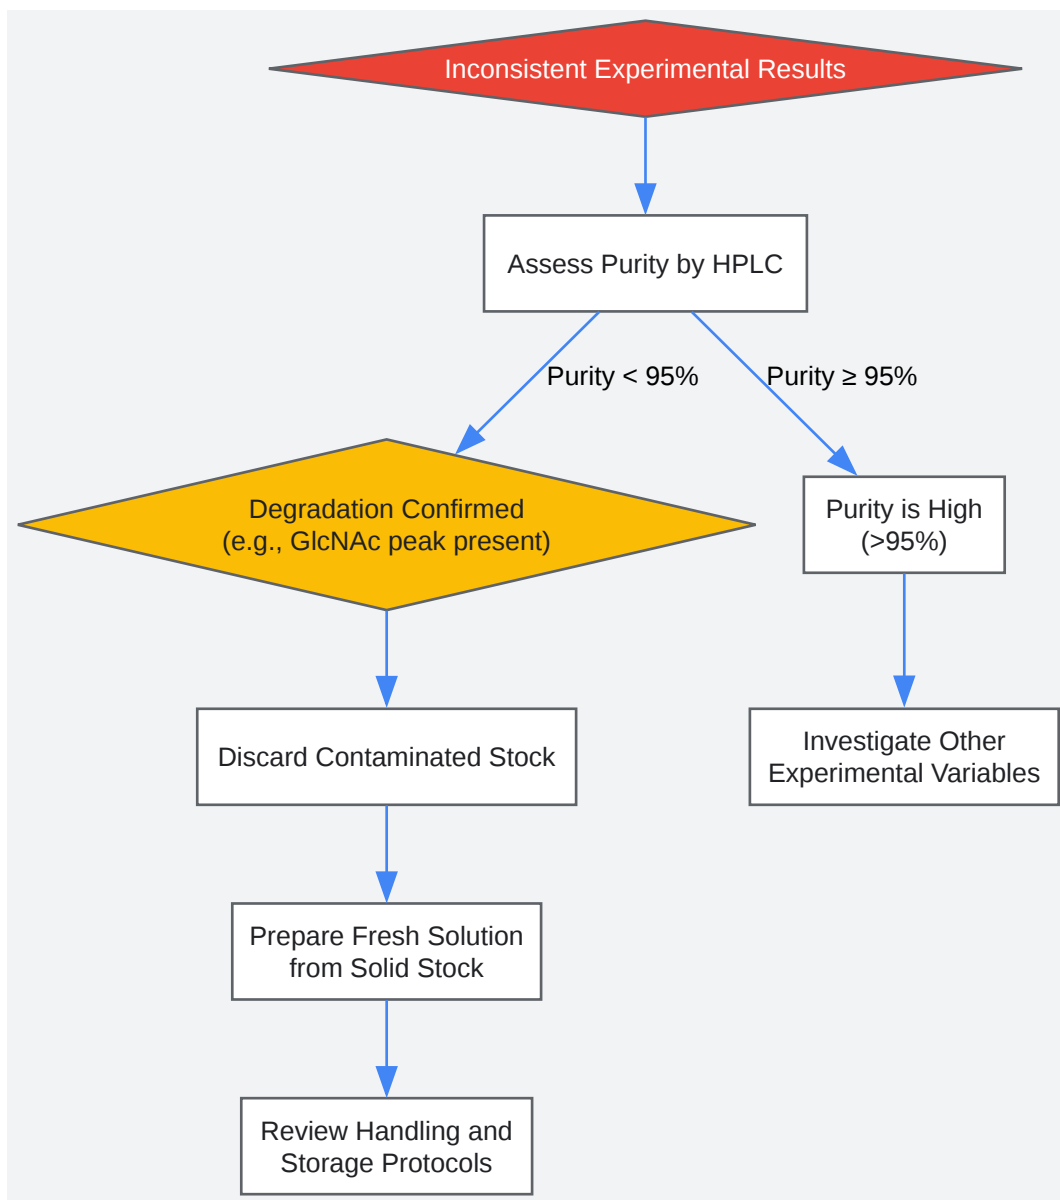 Inconsistent Experimental Results
Assess Purity by HPLC
Purity < 95%
Purity ≥ 95%
Degradation Confirmed
(e.g., GlcNAc peak present)
Purity is High
(>95%)
Discard Contaminated Stock
Investigate Other
Experimental Variables
Prepare Fresh Solution
from Solid Stock
Review Handling and
Storage Protocols